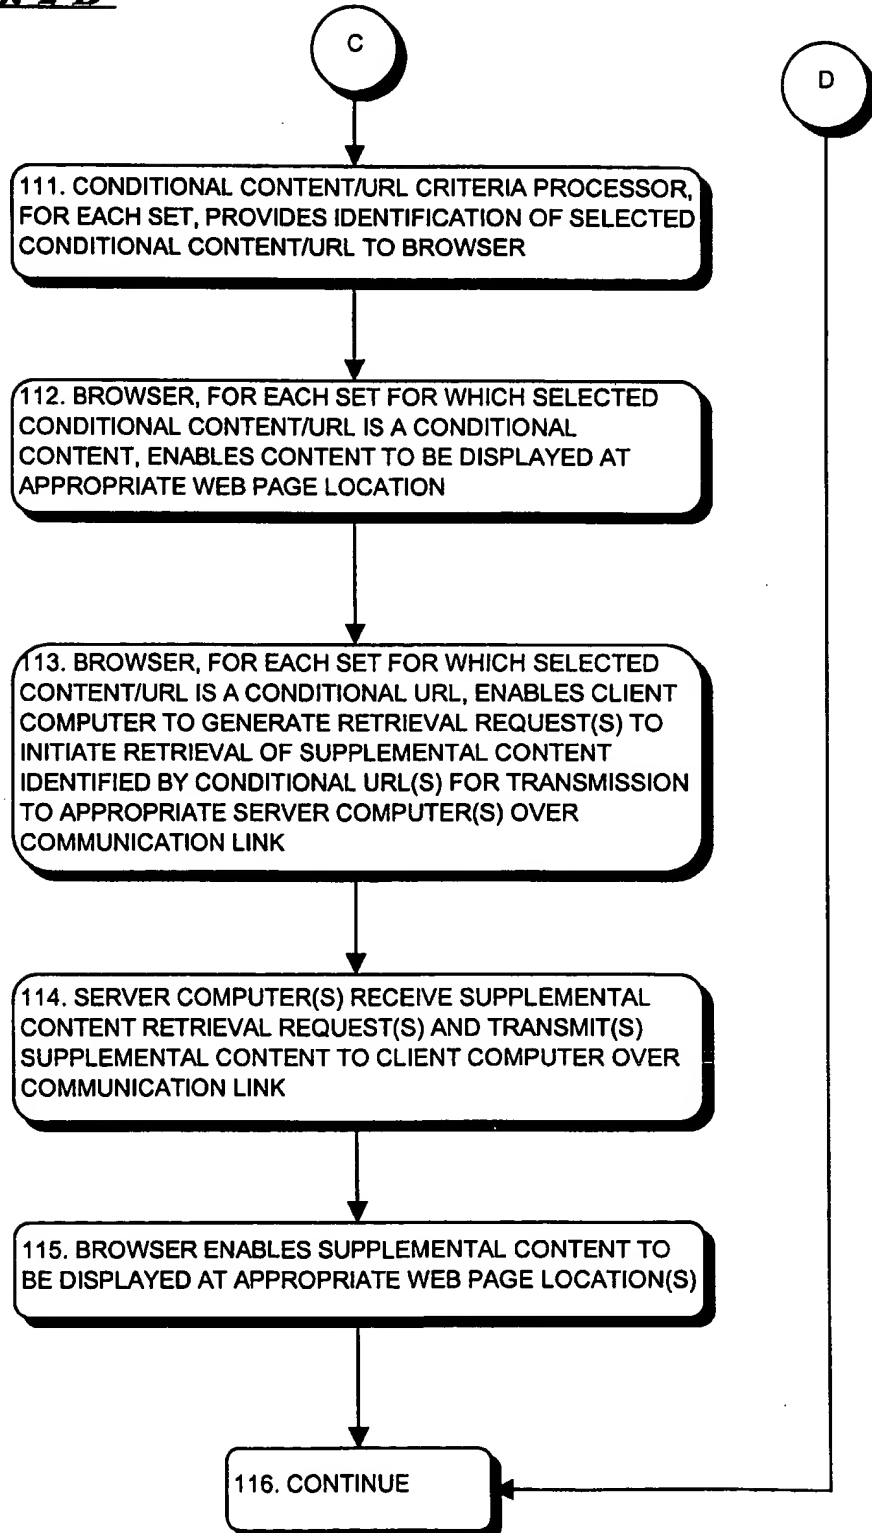 C
D
111. CONDITIONAL CONTENT/URL CRITERIA PROCESSOR,
FOR EACH SET, PROVIDES IDENTIFICATION OF SELECTED
CONDITIONAL CONTENT/URL TO BROWSER
112. BROWSER, FOR EACH SET FOR WHICH SELECTED
CONDITIONAL CONTENT/URL IS A CONDITIONAL
CONTENT, ENABLES CONTENT TO BE DISPLAYED AT
APPROPRIATE WEB PAGE LOCATION
113. BROWSER, FOR EACH SET FOR WHICH SELECTED
CONTENT/URL IS A CONDITIONAL URL, ENABLES CLIENT
COMPUTER TO GENERATE RETRIEVAL REQUEST(S) TO
INITIATE RETRIEVAL OF SUPPLEMENTAL CONTENT
IDENTIFIED BY CONDITIONAL URL(S) FOR TRANSMISSION
TO APPROPRIATE SERVER COMPUTER(S) OVER
COMMUNICATION LINK
114. SERVER COMPUTER(S) RECEIVE SUPPLEMENTAL
CONTENT RETRIEVAL REQUEST(S) AND TRANSMIT(S)
SUPPLEMENTAL CONTENT TO CLIENT COMPUTER OVER
COMMUNICATION LINK
115. BROWSER ENABLES SUPPLEMENTAL CONTENT TO
BE DISPLAYED AT APPROPRIATE WEB PAGE LOCATION(S)
116. CONTINUE